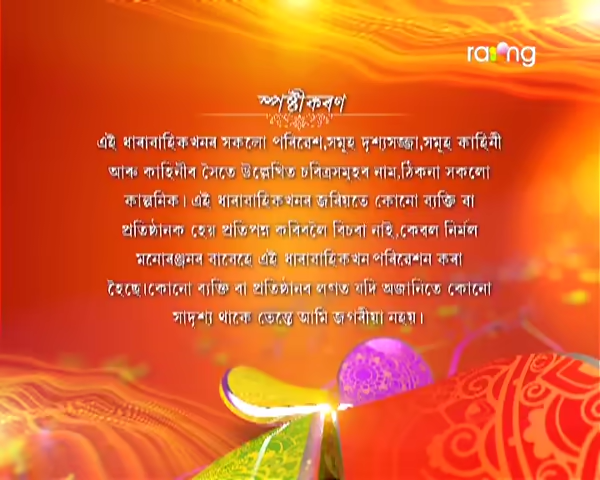 rang
স্পষ্টীকৰণ
এই ধাৰাবাহিকখনৰ সকলো পৰিৱেশ,সমূহ দৃশ্যসজ্জা,সমূহ কাহিনী
আৰু কাহিনীৰ সৈতে উল্লেখিত চৰিত্ৰসমূহৰ নাম,ঠিকনা সকলো
কাল্পনিক। এই ধাৰাবাহিকখনৰ জৰিয়তে কোনো ব্যক্তি বা
প্ৰতিষ্ঠানক হেয় প্ৰতিপন্ন কৰিবলৈ বিচৰা নাই,কেৱল নিৰ্মল
মনোৰঞ্জনৰ বাবেহে এই ধাৰাবাহিকখন পৰিৱেশন কৰা
হৈছে।কোনো ব্যক্তি বা প্ৰতিষ্ঠানৰ লগত যদি অজানিতে কোনো
সাদৃশ্য থাকে তেন্তে আমি জগৰীয়া নহয়।